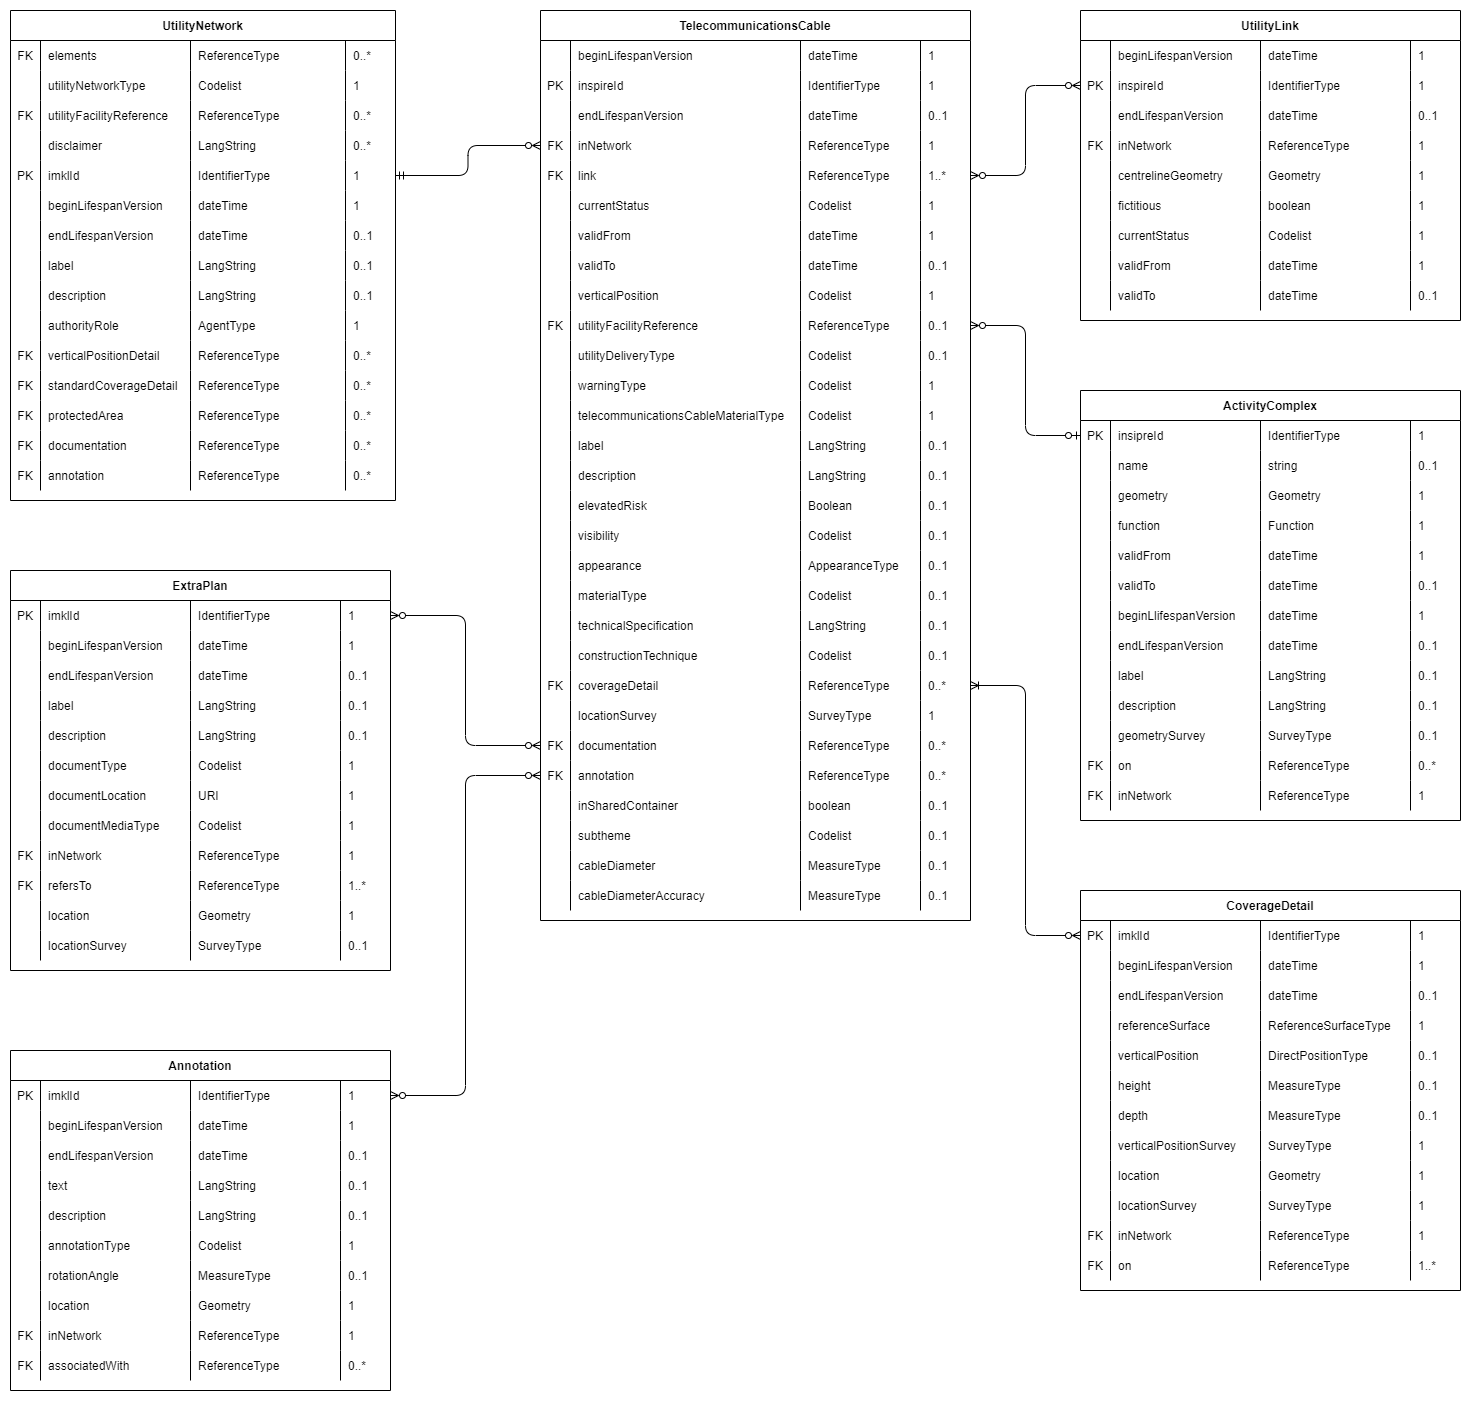 UtilityNetwork
FK elements ReferenceType 0..*
utilityNetworkType Codelist 1
FK utilityFacilityReference ReferenceType 0..*
disclaimer LangString 0..*
PK imklId IdentifierType 1
beginLifespanVersion dateTime 1
endLifespanVersion dateTime 0..1
label LangString 0..1
description LangString 0..1
authorityRole AgentType 1
FK verticalPositionDetail ReferenceType 0..*
FK standardCoverageDetail ReferenceType 0..*
FK protectedArea ReferenceType 0..*
FK documentation ReferenceType 0..*
FK annotation ReferenceType 0..*
ExtraPlan
PK imklId IdentifierType 1
beginLifespanVersion dateTime 1
endLifespanVersion dateTime 0..1
label LangString 0..1
description LangString 0..1
documentType Codelist 1
documentLocation URI 1
documentMediaType Codelist 1
FK inNetwork ReferenceType 1
FK refersTo ReferenceType 1..*
location Geometry 1
locationSurvey SurveyType 0..1
Annotation
PK imklId IdentifierType 1
beginLifespanVersion dateTime 1
endLifespanVersion dateTime 0..1
text LangString 0..1
description LangString 0..1
annotationType Codelist 1
rotationAngle MeasureType 0..1
location Geometry 1
FK inNetwork ReferenceType 1
FK associatedWith ReferenceType 0..*
TelecommunicationsCable
beginLifespanVersion dateTime 1
PK inspireId IdentifierType 1
endLifespanVersion dateTime 0..1
FK inNetwork ReferenceType 1
FK link ReferenceType 1..*
currentStatus Codelist 1
validFrom dateTime 1
validTo dateTime 0..1
verticalPosition Codelist 1
FK utilityFacilityReference ReferenceType 0..1
utilityDeliveryType Codelist 0..1
warningType Codelist 1
telecommunicationsCableMaterialType Codelist 1
label LangString 0..1
description LangString 0..1
elevatedRisk Boolean 0..1
visibility Codelist 0..1
appearance AppearanceType 0..1
materialType Codelist 0..1
technicalSpecification LangString 0..1
constructionTechnique Codelist 0..1
FK coverageDetail ReferenceType 0..*
locationSurvey SurveyType 1
FK documentation ReferenceType 0..*
FK annotation ReferenceType 0..*
inSharedContainer boolean 0..1
subtheme Codelist 0..1
cableDiameter MeasureType 0..1
cableDiameterAccuracy MeasureType 0..1
UtilityLink
beginLifespanVersion dateTime 1
PK inspireId IdentifierType 1
endLifespanVersion dateTime 0..1
FK inNetwork ReferenceType 1
centrelineGeometry Geometry 1
fictitious boolean 1
currentStatus Codelist 1
validFrom dateTime 1
validTo dateTime 0..1
ActivityComplex
PK insipreId IdentifierType 1
name string 0..1
geometry Geometry 1
function Function 1
validFrom dateTime 1
validTo dateTime 0..1
beginLlifespanVersion dateTime 1
endLifespanVersion dateTime 0..1
label LangString 0..1
description LangString 0..1
geometrySurvey SurveyType 0..1
FK on ReferenceType 0..*
FK inNetwork ReferenceType 1
CoverageDetail
PK imklId IdentifierType 1
beginLifespanVersion dateTime 1
endLifespanVersion dateTime 0..1
referenceSurface ReferenceSurfaceType 1
verticalPosition DirectPositionType 0..1
height MeasureType 0..1
depth MeasureType 0..1
verticalPositionSurvey SurveyType 1
location Geometry 1
locationSurvey SurveyType 1
FK inNetwork ReferenceType 1
FK on ReferenceType 1..*